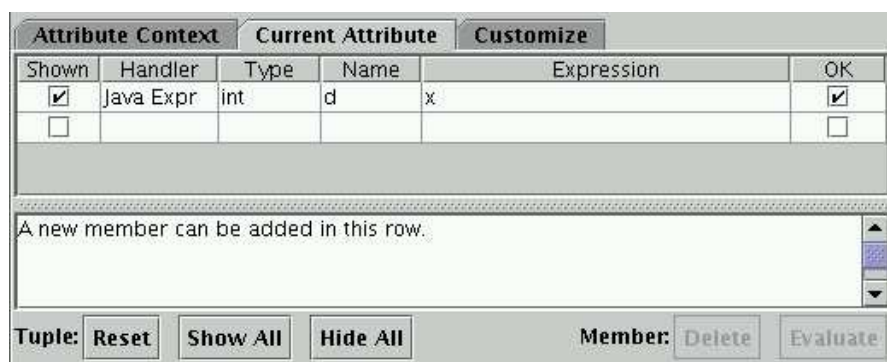 Attribute Context Current Attribute Customize
Shown Handler Type Name Expression OK
Java Expr int d x
A new member can be added in this row.
Tuple: Reset Show All Hide All Member: Delete Evaluate